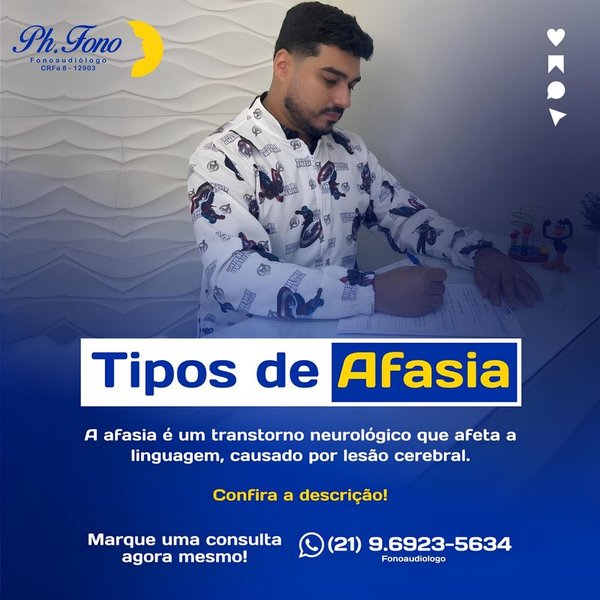 Ph.Fono
Fonoaudiólogo
CRFa 8 - 12903
Tipos de Afasia
A afasia é um transtorno neurológico que afeta a
linguagem, causado por lesão cerebral.
Confira a descrição!
Marque uma consulta
agora mesmo!
(21) 9.6923-5634
Fonoaudiologo